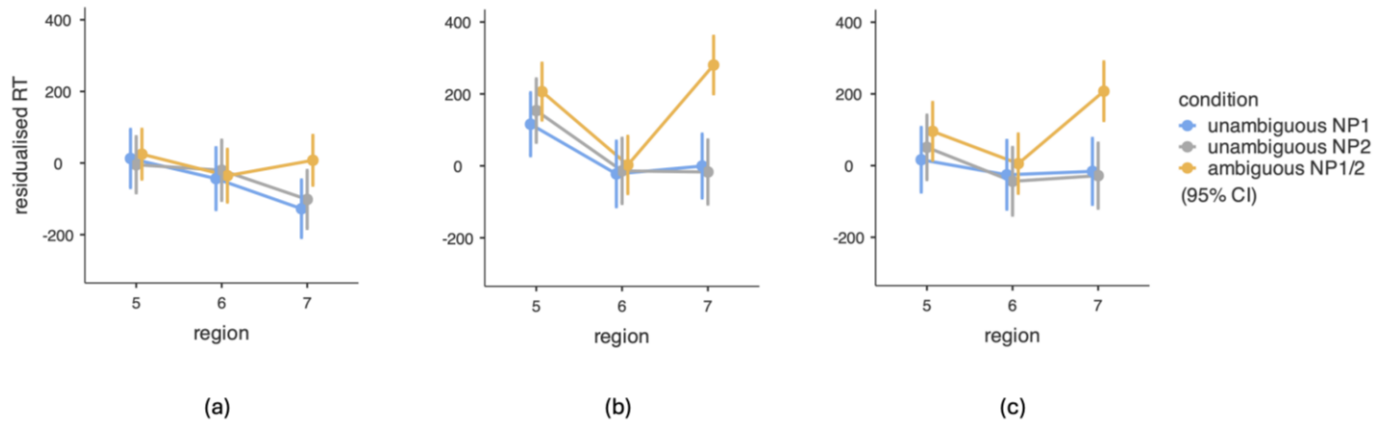 residualised RT
400
200
0
-200
5
6
7
region
(a)
400
200
0
-200
5
6
7
region
(b)
400
200
0
-200
5
6
7
region
(c)
condition
unambiguous NP1
unambiguous NP2
ambiguous NP1/2
(95% CI)